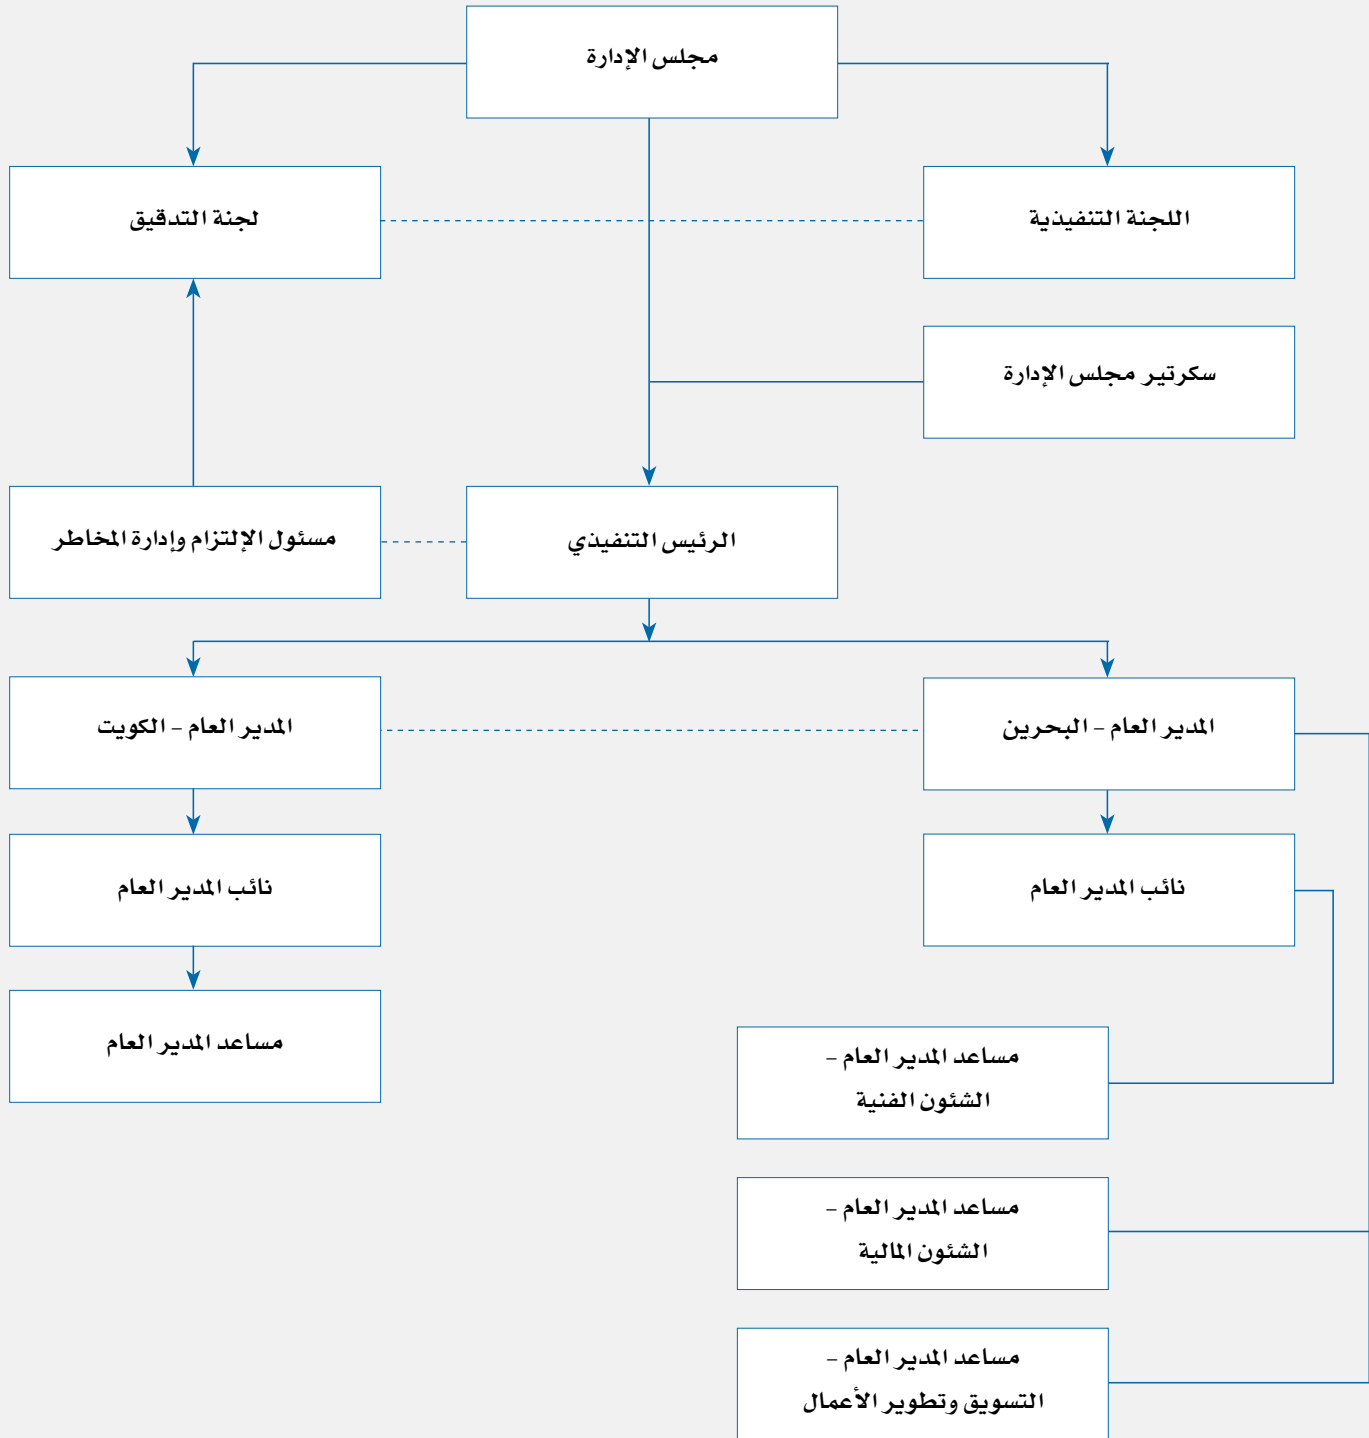 مجلس الإدارة
اللجنة التنفيذية
لجنة التدقيق
سكرتير مجلس الإدارة
الرئيس التنفيذي
مسئول الإلتزام وإدارة المخاطر
المدير العام – البحرين
المدير العام – الكويت
نائب المدير العام
نائب المدير العام
مساعد المدير العام
مساعد المدير العام –
الشئون الفنية
مساعد المدير العام –
الشئون المالية
مساعد المدير العام –
التسويق وتطوير الأعمال